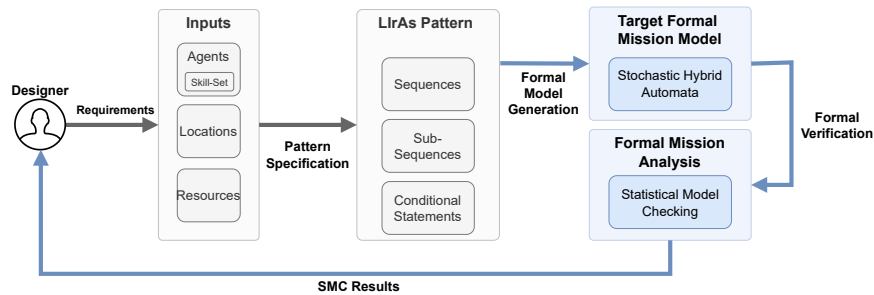 Designer
Requirements
Inputs
Agents
Skill-Set
Locations
Resources
Pattern
Specification
LIrAs Pattern
Sequences
Sub-
Sequences
Conditional
Statements
Formal
Model
Generation
Target Formal
Mission Model
Stochastic Hybrid
Automata
Formal
Verification
Formal Mission
Analysis
Statistical Model
Checking
SMC Results